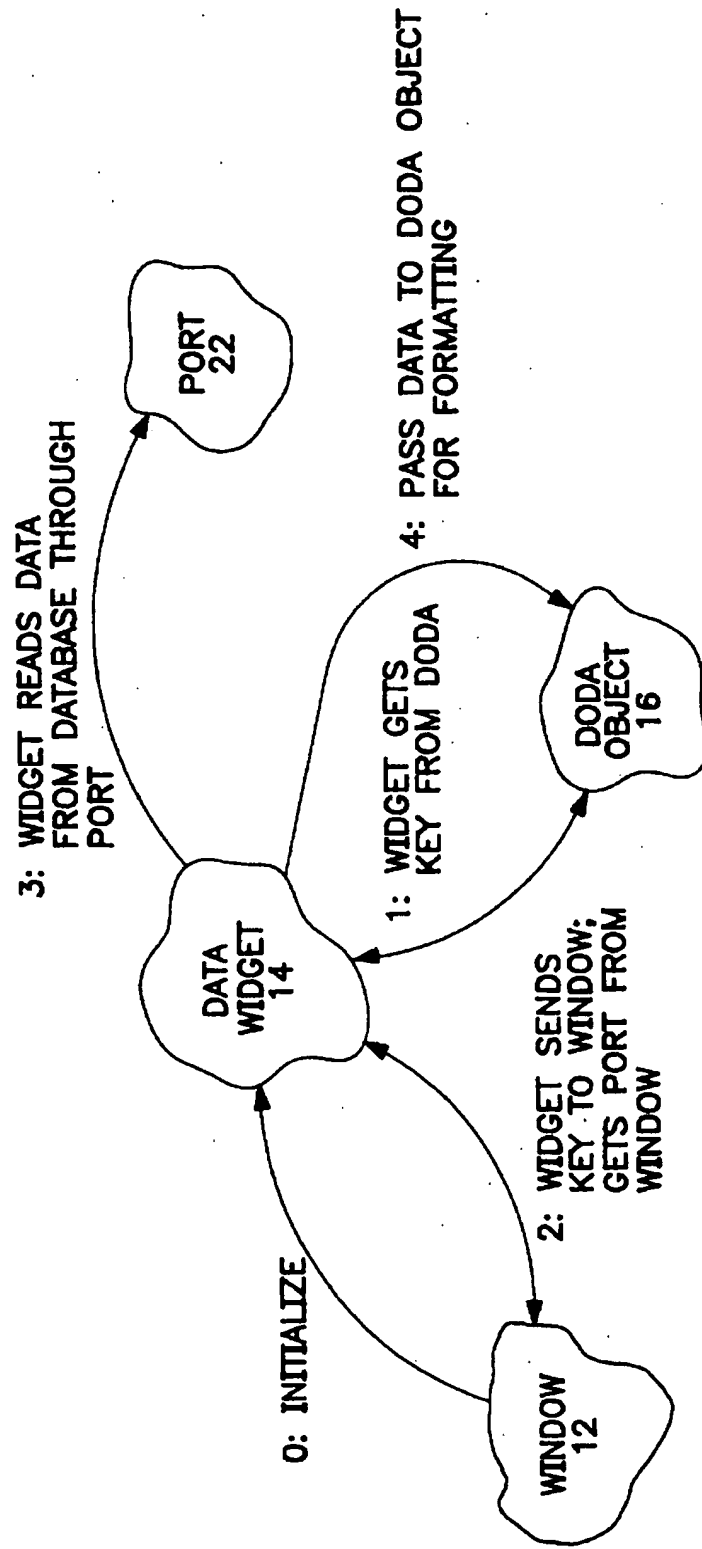 3: WIDGET READS DATA
FROM DATABASE THROUGH
PORT
PORT
22
0: INITIALIZE
DATA
WIDGET
14
1: WIDGET GETS
KEY FROM DODA
4: PASS DATA TO DODA OBJECT
FOR FORMATTING
WINDOW
12
2: WIDGET SENDS
KEY TO WINDOW;
GETS PORT FROM
WINDOW
DODA
OBJECT
16